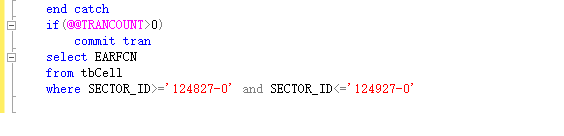 end catch
if(@@TRANCOUNT>0)
commit tran
select EARFCN
from tbCell
where SECTOR_ID>='124827-0' and SECTOR_ID<='124927-0'